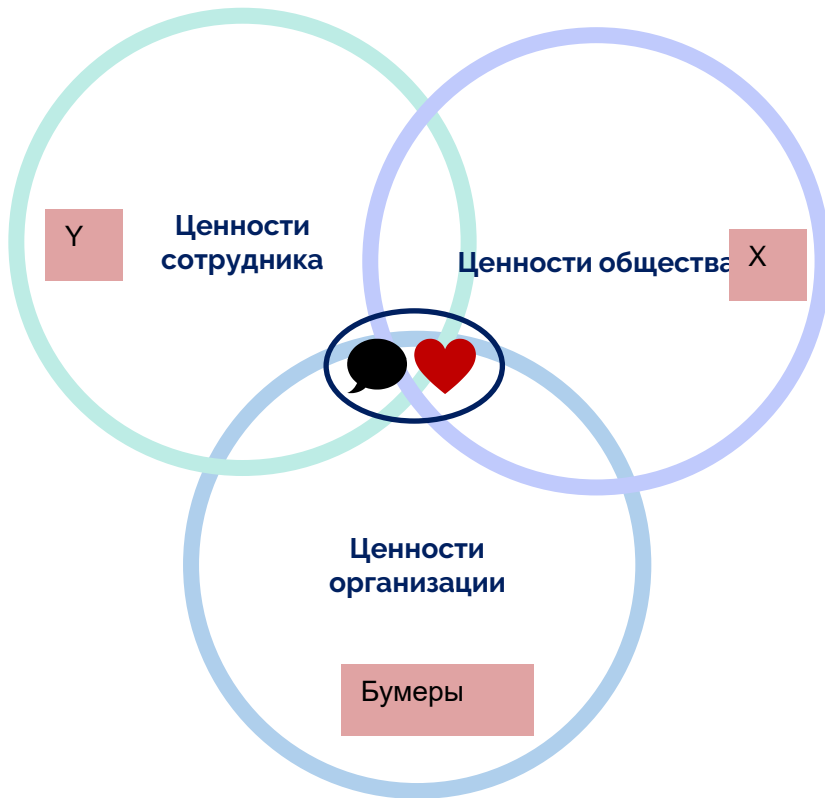 Y
Ценности
сотрудника
Ценности общества
X
Ценности
организации
Бумеры